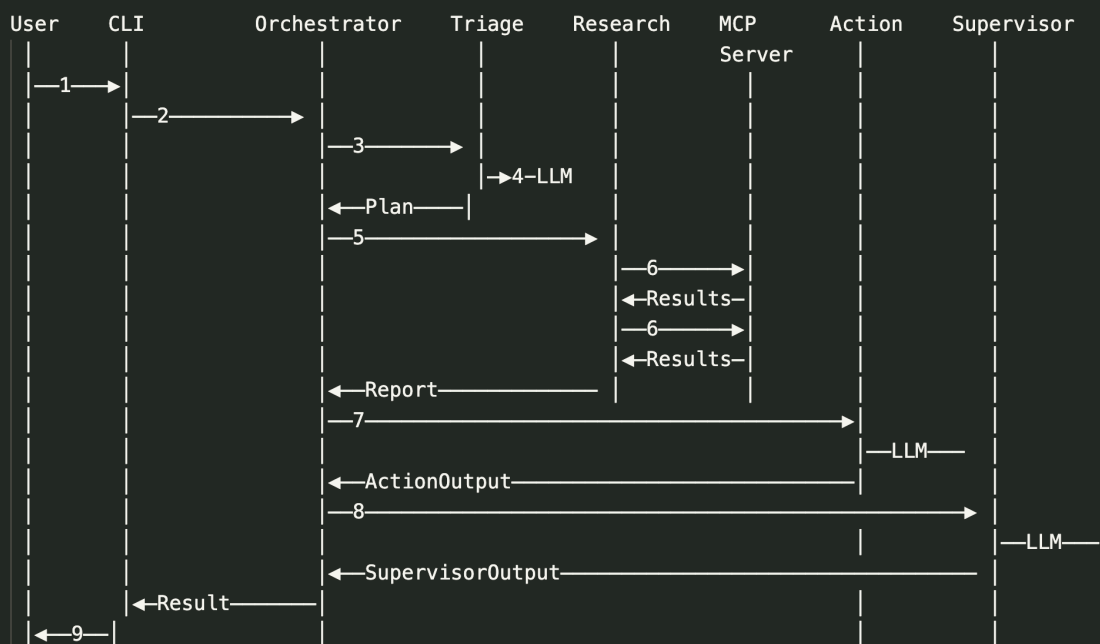 User CLI Orchestrator Triage Research MCP Action Supervisor
Server
1
2
3
4-LLM
Plan
5
6
Results
6
Results
Report
7
LLM
ActionOutput
8
LLM
SupervisorOutput
Result
9